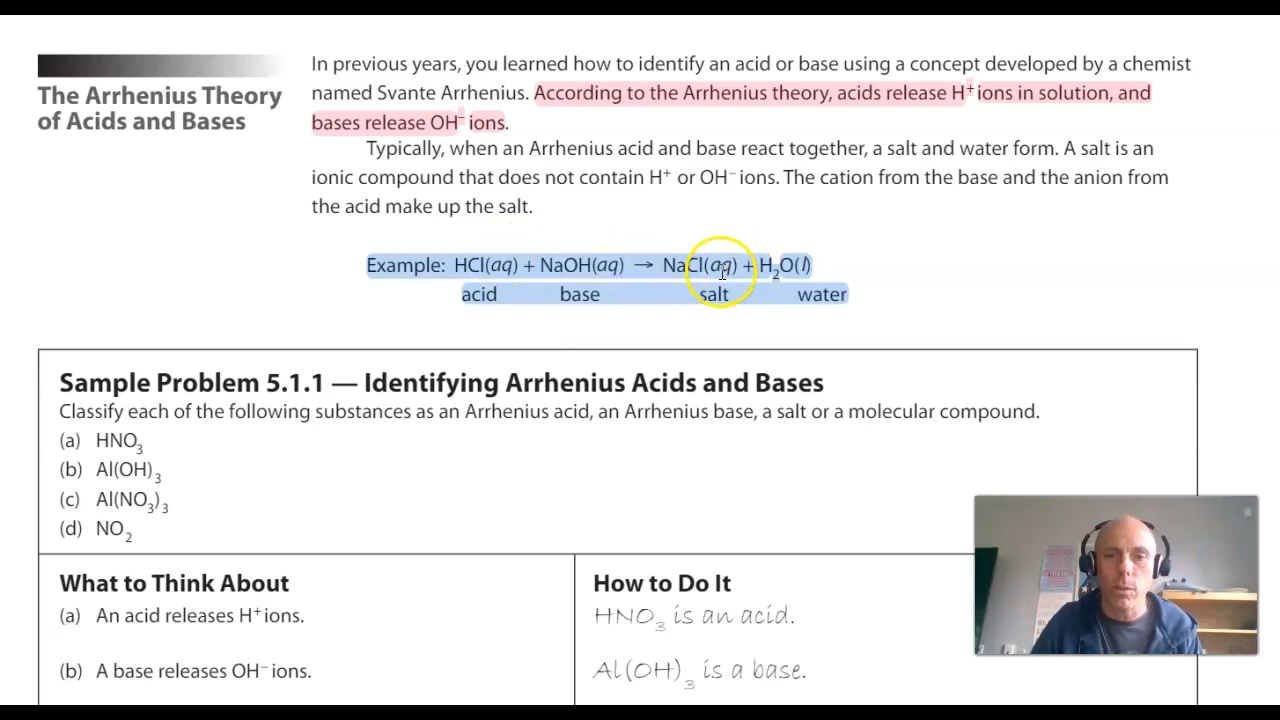 The Arrhenius Theory
of Acids and Bases
In previous years, you learned how to identify an acid or base using a concept developed by a chemist
named Svante Arrhenius. According to the Arrhenius theory, acids release H⁺ ions in solution, and
bases release OH⁻ ions.
Typically, when an Arrhenius acid and base react together, a salt and water form. A salt is an
ionic compound that does not contain H⁺ or OH⁻ ions. The cation from the base and the anion from
the acid make up the salt.
Example: HCl(aq) + NaOH(aq) → NaCl(aq) + H₂O(l)
acid base salt water
Sample Problem 5.1.1 — Identifying Arrhenius Acids and Bases
Classify each of the following substances as an Arrhenius acid, an Arrhenius base, a salt or a molecular compound.
(a) HNO₃
(b) Al(OH)₃
(c) Al(NO₃)₃
(d) NO₂
What to Think About
(a) An acid releases H⁺ ions.
(b) A base releases OH⁻ ions.
How to Do It
HNO₃ is an acid.
Al(OH)₃ is a base.